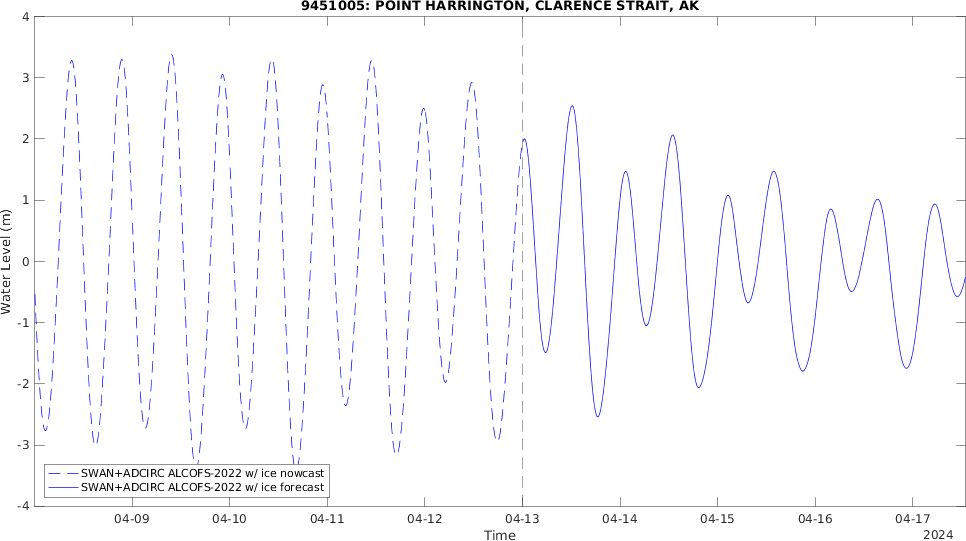 9451005: POINT HARRINGTON, CLARENCE STRAIT, AK
4
3
2
1
0
-1
-2
-3
-4
Water Level (m)
SWAN+ADCIRC ALCOFS-2022 w/ ice nowcast
SWAN+ADCIRC ALCOFS-2022 w/ ice forecast
04-09 04-10 04-11 04-12 04-13 04-14 04-15 04-16 04-17
Time
2024